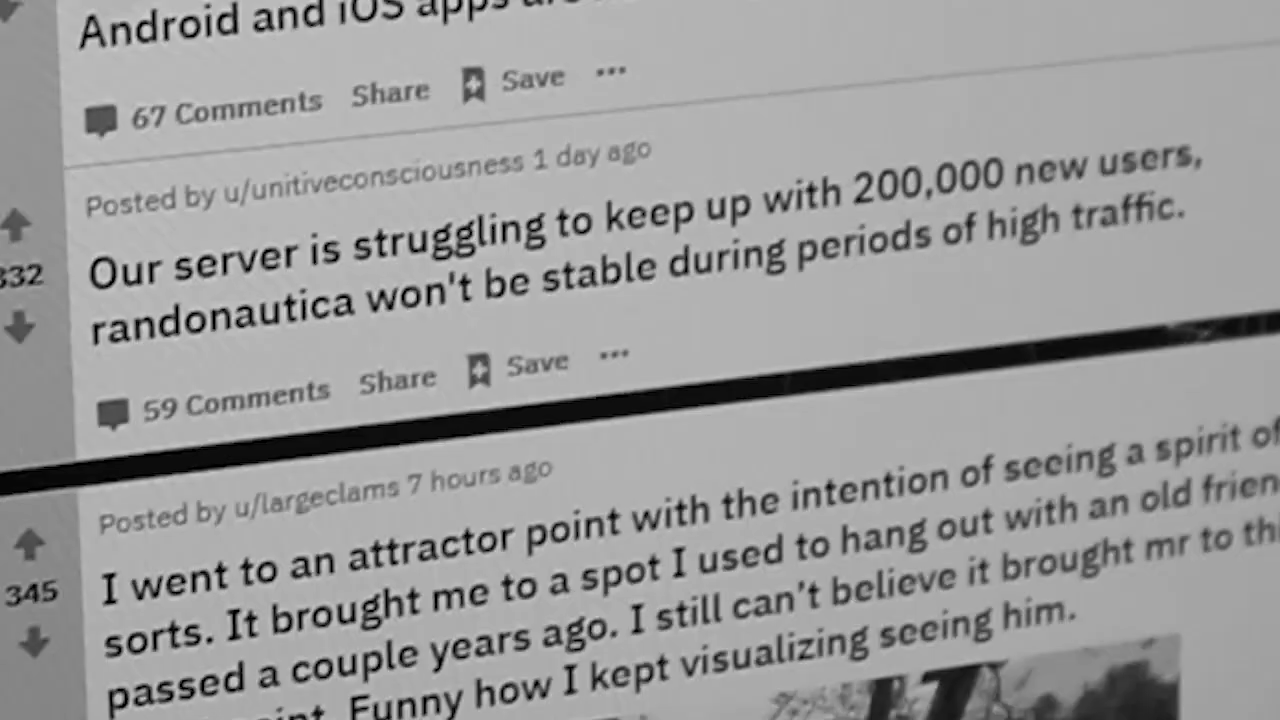 Android and iOS apps
67 Comments Share Save ...
Posted by u/unitiveconsciousness 1 day ago
Our server is struggling to keep up with 200,000 new users,
332
randonautica won't be stable during periods of high traffic.
59 Comments Share Save ...
Posted by u/largeclams 7 hours ago
I went to an attractor point with the intention of seeing a spirit of
345
sorts. It brought me to a spot I used to hang out with an old
passed a couple years ago. I still can't believe it brought mr to
Funny how I kept visualizing seeing him.